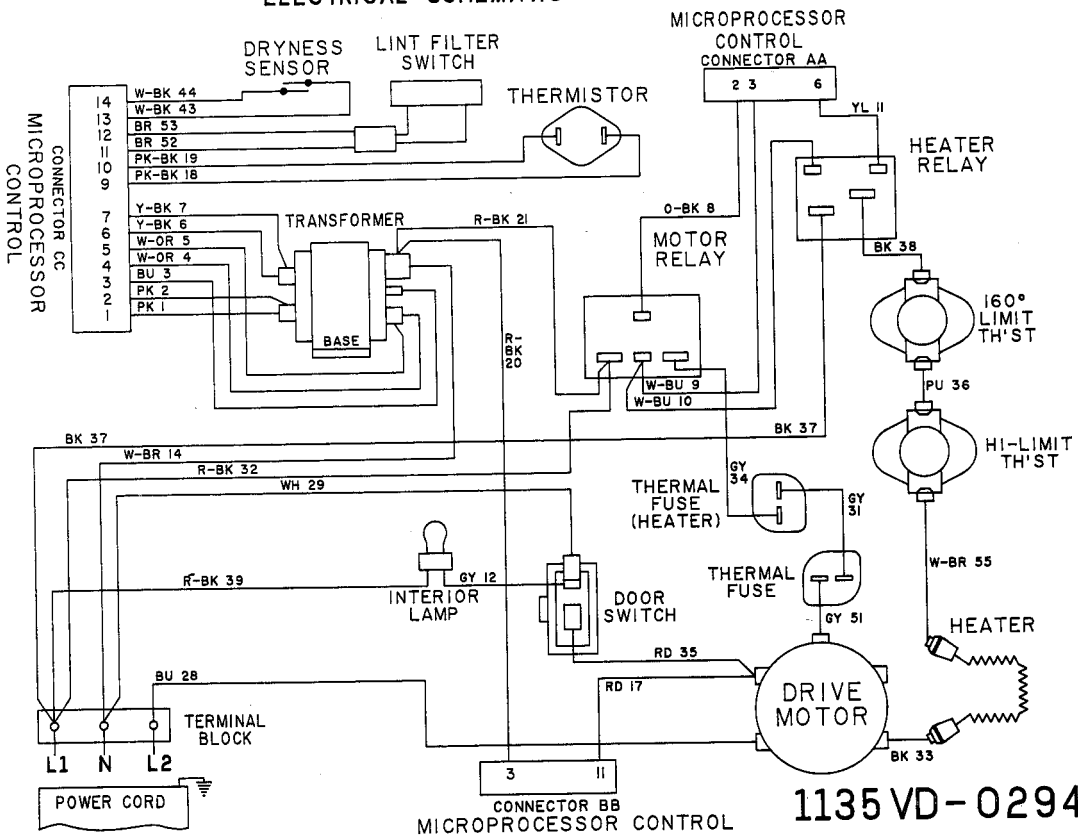 DRYNESS
SENSOR
LINT FILTER
SWITCH
THERMISTOR
MICROPROCESSOR
CONTROL
CONNECTOR AA
2 3 6
YL 11
HEATER
RELAY
CONNECTOR CC
MICROPROCESSOR
CONTROL
14
13
12
11
10
9
7
6
5
4
3
2
1
W-BK 44
W-BK 43
BR 53
BR 52
PK-BK 19
PK-BK 18
Y-BK 7
Y-BK 6
W-OR 5
W-OR 4
BU 3
PK 2
PK 1
TRANSFORMER
BASE
R-BK 21
R-
BK
20
O-BK 8
MOTOR
RELAY
W-BU 9
W-BU 10
BK 38
160°
LIMIT
TH'ST
PU 36
HI-LIMIT
TH'ST
BK 37
BK 37
W-BR 14
R-BK 32
WH 29
GY
34
THERMAL
FUSE
(HEATER)
GY
31
THERMAL
FUSE
GY 51
W-BR 55
HEATER
R-BK 39
INTERIOR
LAMP
GY 12
DOOR
SWITCH
RD 35
RD 17
BU 28
DRIVE
MOTOR
BK 33
TERMINAL
BLOCK
L1 N L2
POWER CORD
3 11
CONNECTOR BB
MICROPROCESSOR CONTROL
1135 VD-0294